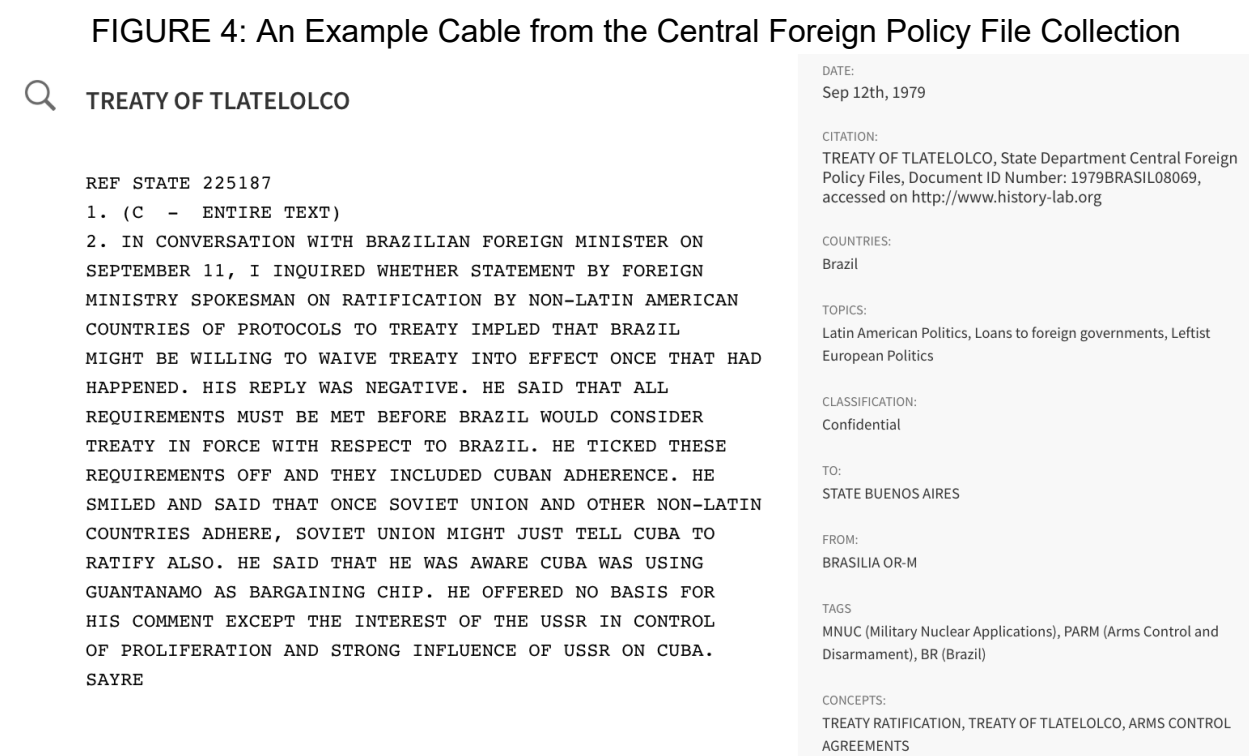 FIGURE 4: An Example Cable from the Central Foreign Policy File Collection
TREATY OF TLATELOLCO
REF STATE 225187
1. (C  -  ENTIRE TEXT)
2. IN CONVERSATION WITH BRAZILIAN FOREIGN MINISTER ON
SEPTEMBER 11, I INQUIRED WHETHER STATEMENT BY FOREIGN
MINISTRY SPOKESMAN ON RATIFICATION BY NON-LATIN AMERICAN
COUNTRIES OF PROTOCOLS TO TREATY IMPLED THAT BRAZIL
MIGHT BE WILLING TO WAIVE TREATY INTO EFFECT ONCE THAT HAD
HAPPENED. HIS REPLY WAS NEGATIVE. HE SAID THAT ALL
REQUIREMENTS MUST BE MET BEFORE BRAZIL WOULD CONSIDER
TREATY IN FORCE WITH RESPECT TO BRAZIL. HE TICKED THESE
REQUIREMENTS OFF AND THEY INCLUDED CUBAN ADHERENCE. HE
SMILED AND SAID THAT ONCE SOVIET UNION AND OTHER NON-LATIN
COUNTRIES ADHERE, SOVIET UNION MIGHT JUST TELL CUBA TO
RATIFY ALSO. HE SAID THAT HE WAS AWARE CUBA WAS USING
GUANTANAMO AS BARGAINING CHIP. HE OFFERED NO BASIS FOR
HIS COMMENT EXCEPT THE INTEREST OF THE USSR IN CONTROL
OF PROLIFERATION AND STRONG INFLUENCE OF USSR ON CUBA.
SAYRE
DATE:
Sep 12th, 1979
CITATION:
TREATY OF TLATELOLCO, State Department Central Foreign
Policy Files, Document ID Number: 1979BRASIL08069,
accessed on http://www.history-lab.org
COUNTRIES:
Brazil
TOPICS:
Latin American Politics, Loans to foreign governments, Leftist
European Politics
CLASSIFICATION:
Confidential
TO:
STATE BUENOS AIRES
FROM:
BRASILIA OR-M
TAGS
MNUC (Military Nuclear Applications), PARM (Arms Control and
Disarmament), BR (Brazil)
CONCEPTS:
TREATY RATIFICATION, TREATY OF TLATELOLCO, ARMS CONTROL
AGREEMENTS